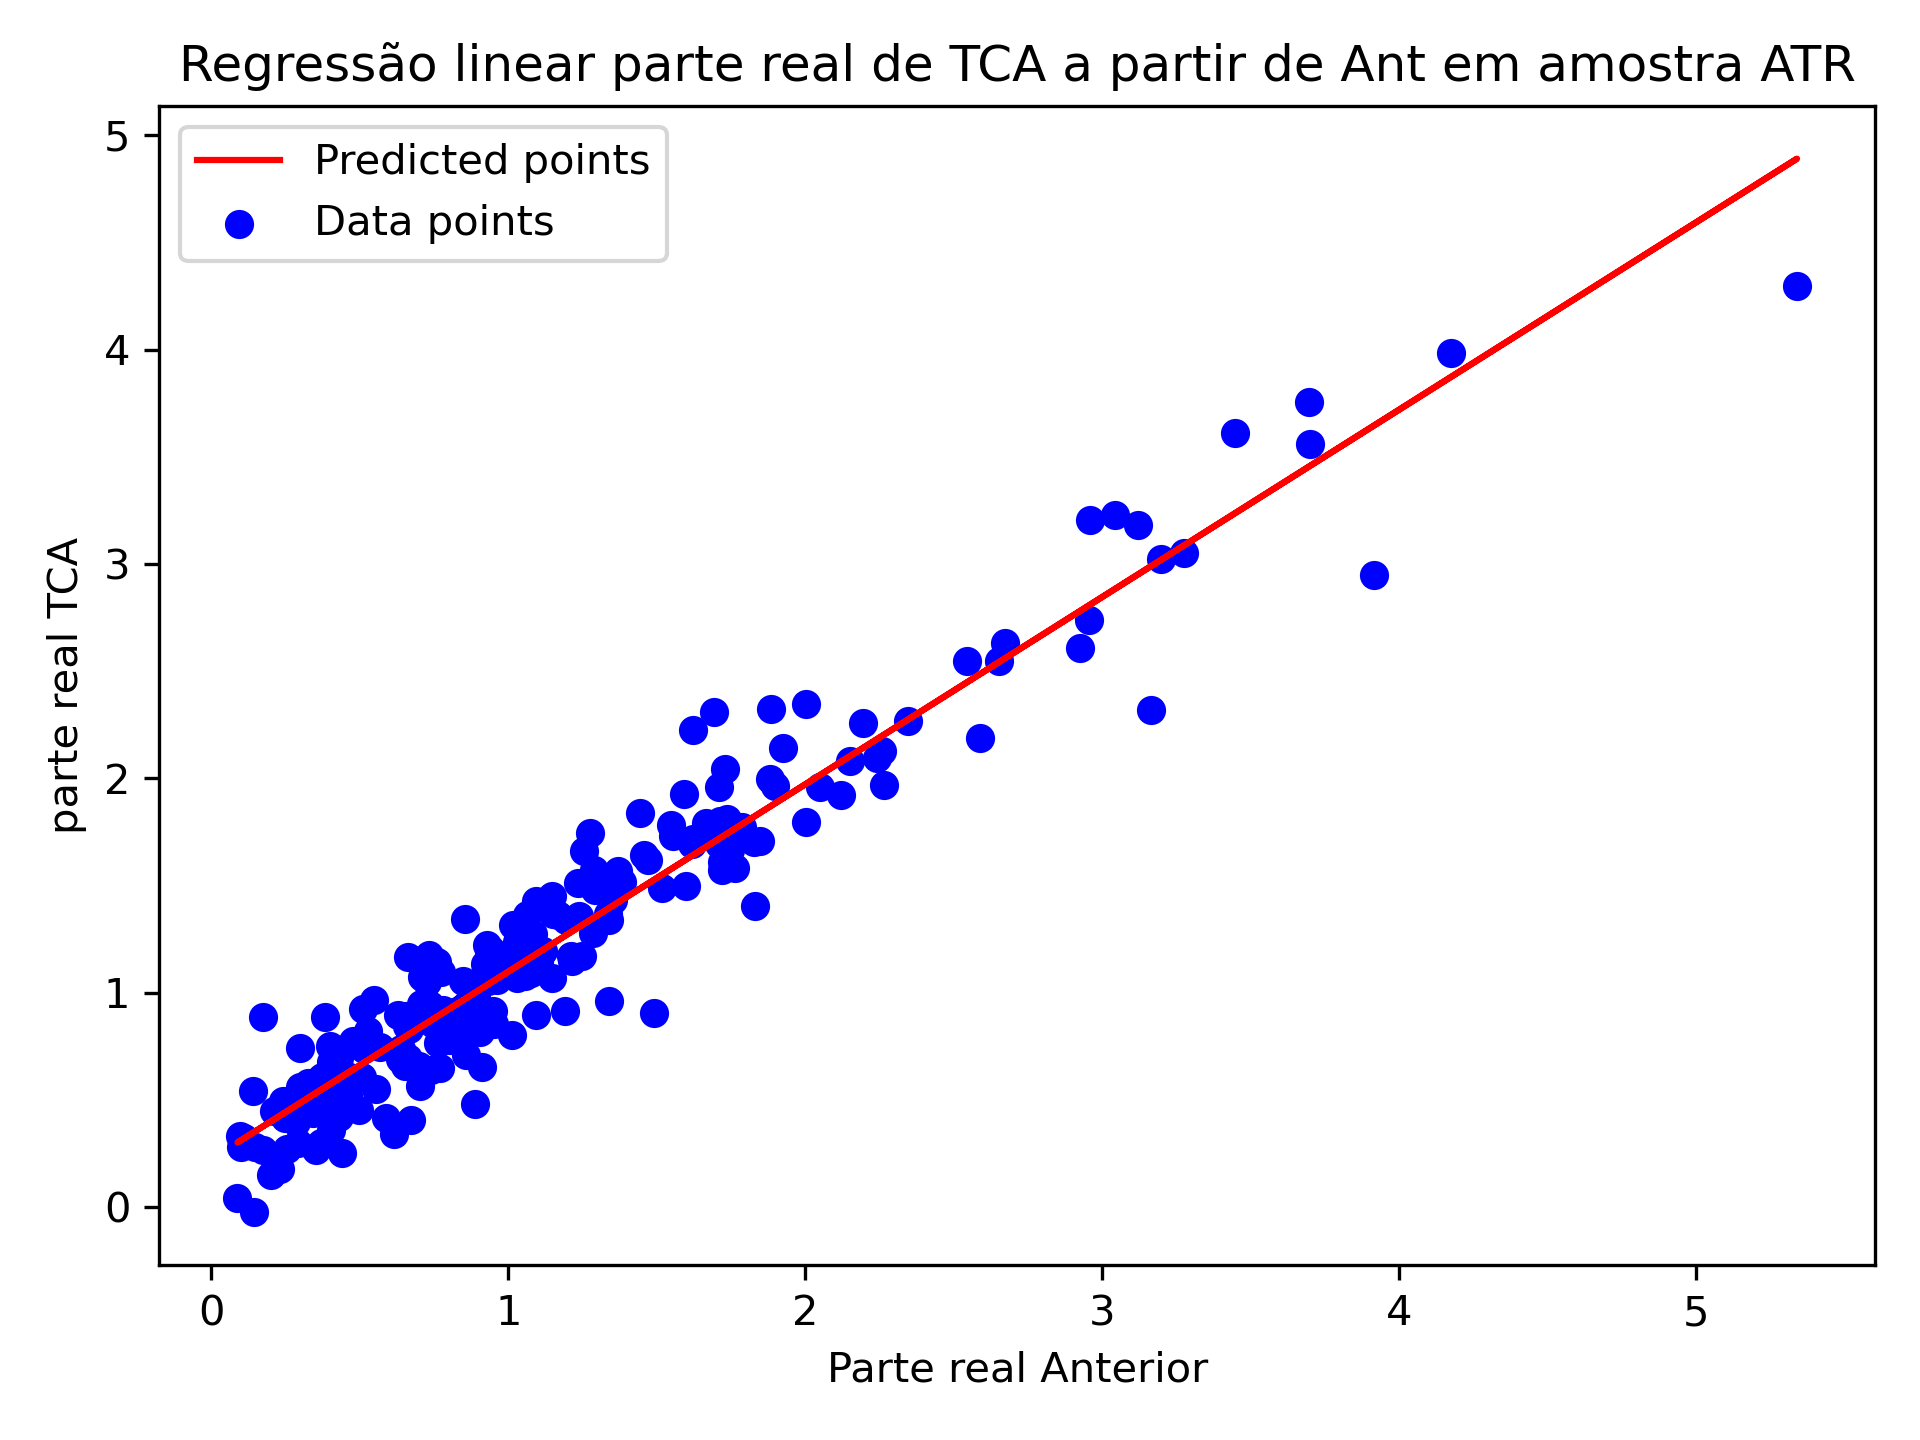 Regressão linear parte real de TCA a partir de Ant em amostra ATR
Predicted points
Data points
5
4
3
2
1
0
parte real TCA
0 1 2 3 4 5
Parte real Anterior